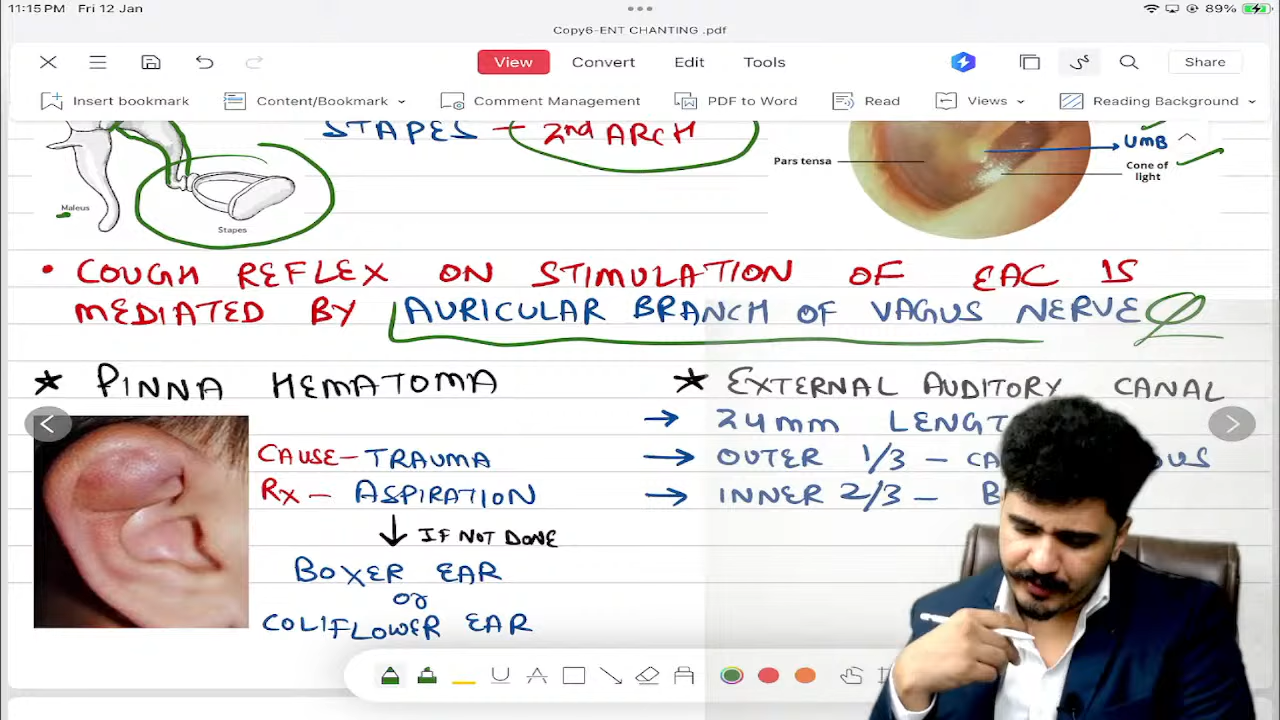 11:15 PM Fri 12 Jan
89%
Copy6-ENT CHANTING .pdf
View Convert Edit Tools Share
Insert bookmark Content/Bookmark Comment Management PDF to Word Read Views Reading Background
STAPES - 2nd ARCH
Maleus
Stapes
Pars tensa
UMB
Cone of
light
• COUGH REFLEX ON STIMULATION OF EAC IS
MEDIATED BY AURICULAR BRANCH OF VAGUS NERVE
★ PINNA HEMATOMA
CAUSE - TRAUMA
Rx - ASPIRATION
↓ IF NOT DONE
BOXER EAR
or
COLIFLOWER EAR
★ EXTERNAL AUDITORY CANAL
→ 24mm LENGT
→ OUTER 1/3 - CA OUS
→ INNER 2/3 - B